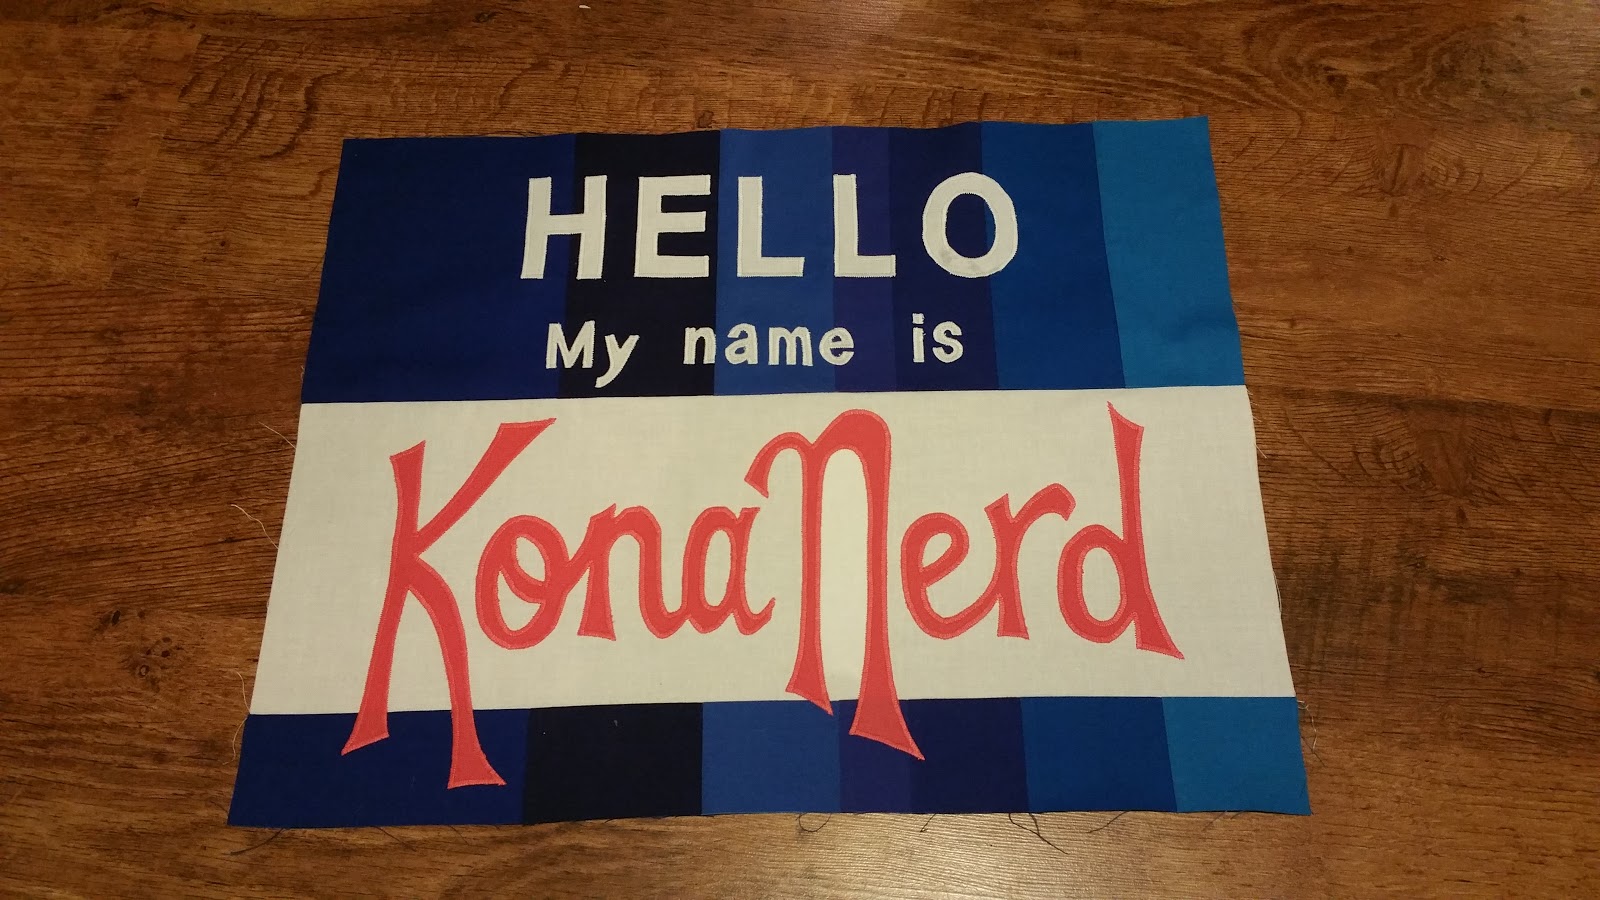 HELLO
My name is
KonaNerd